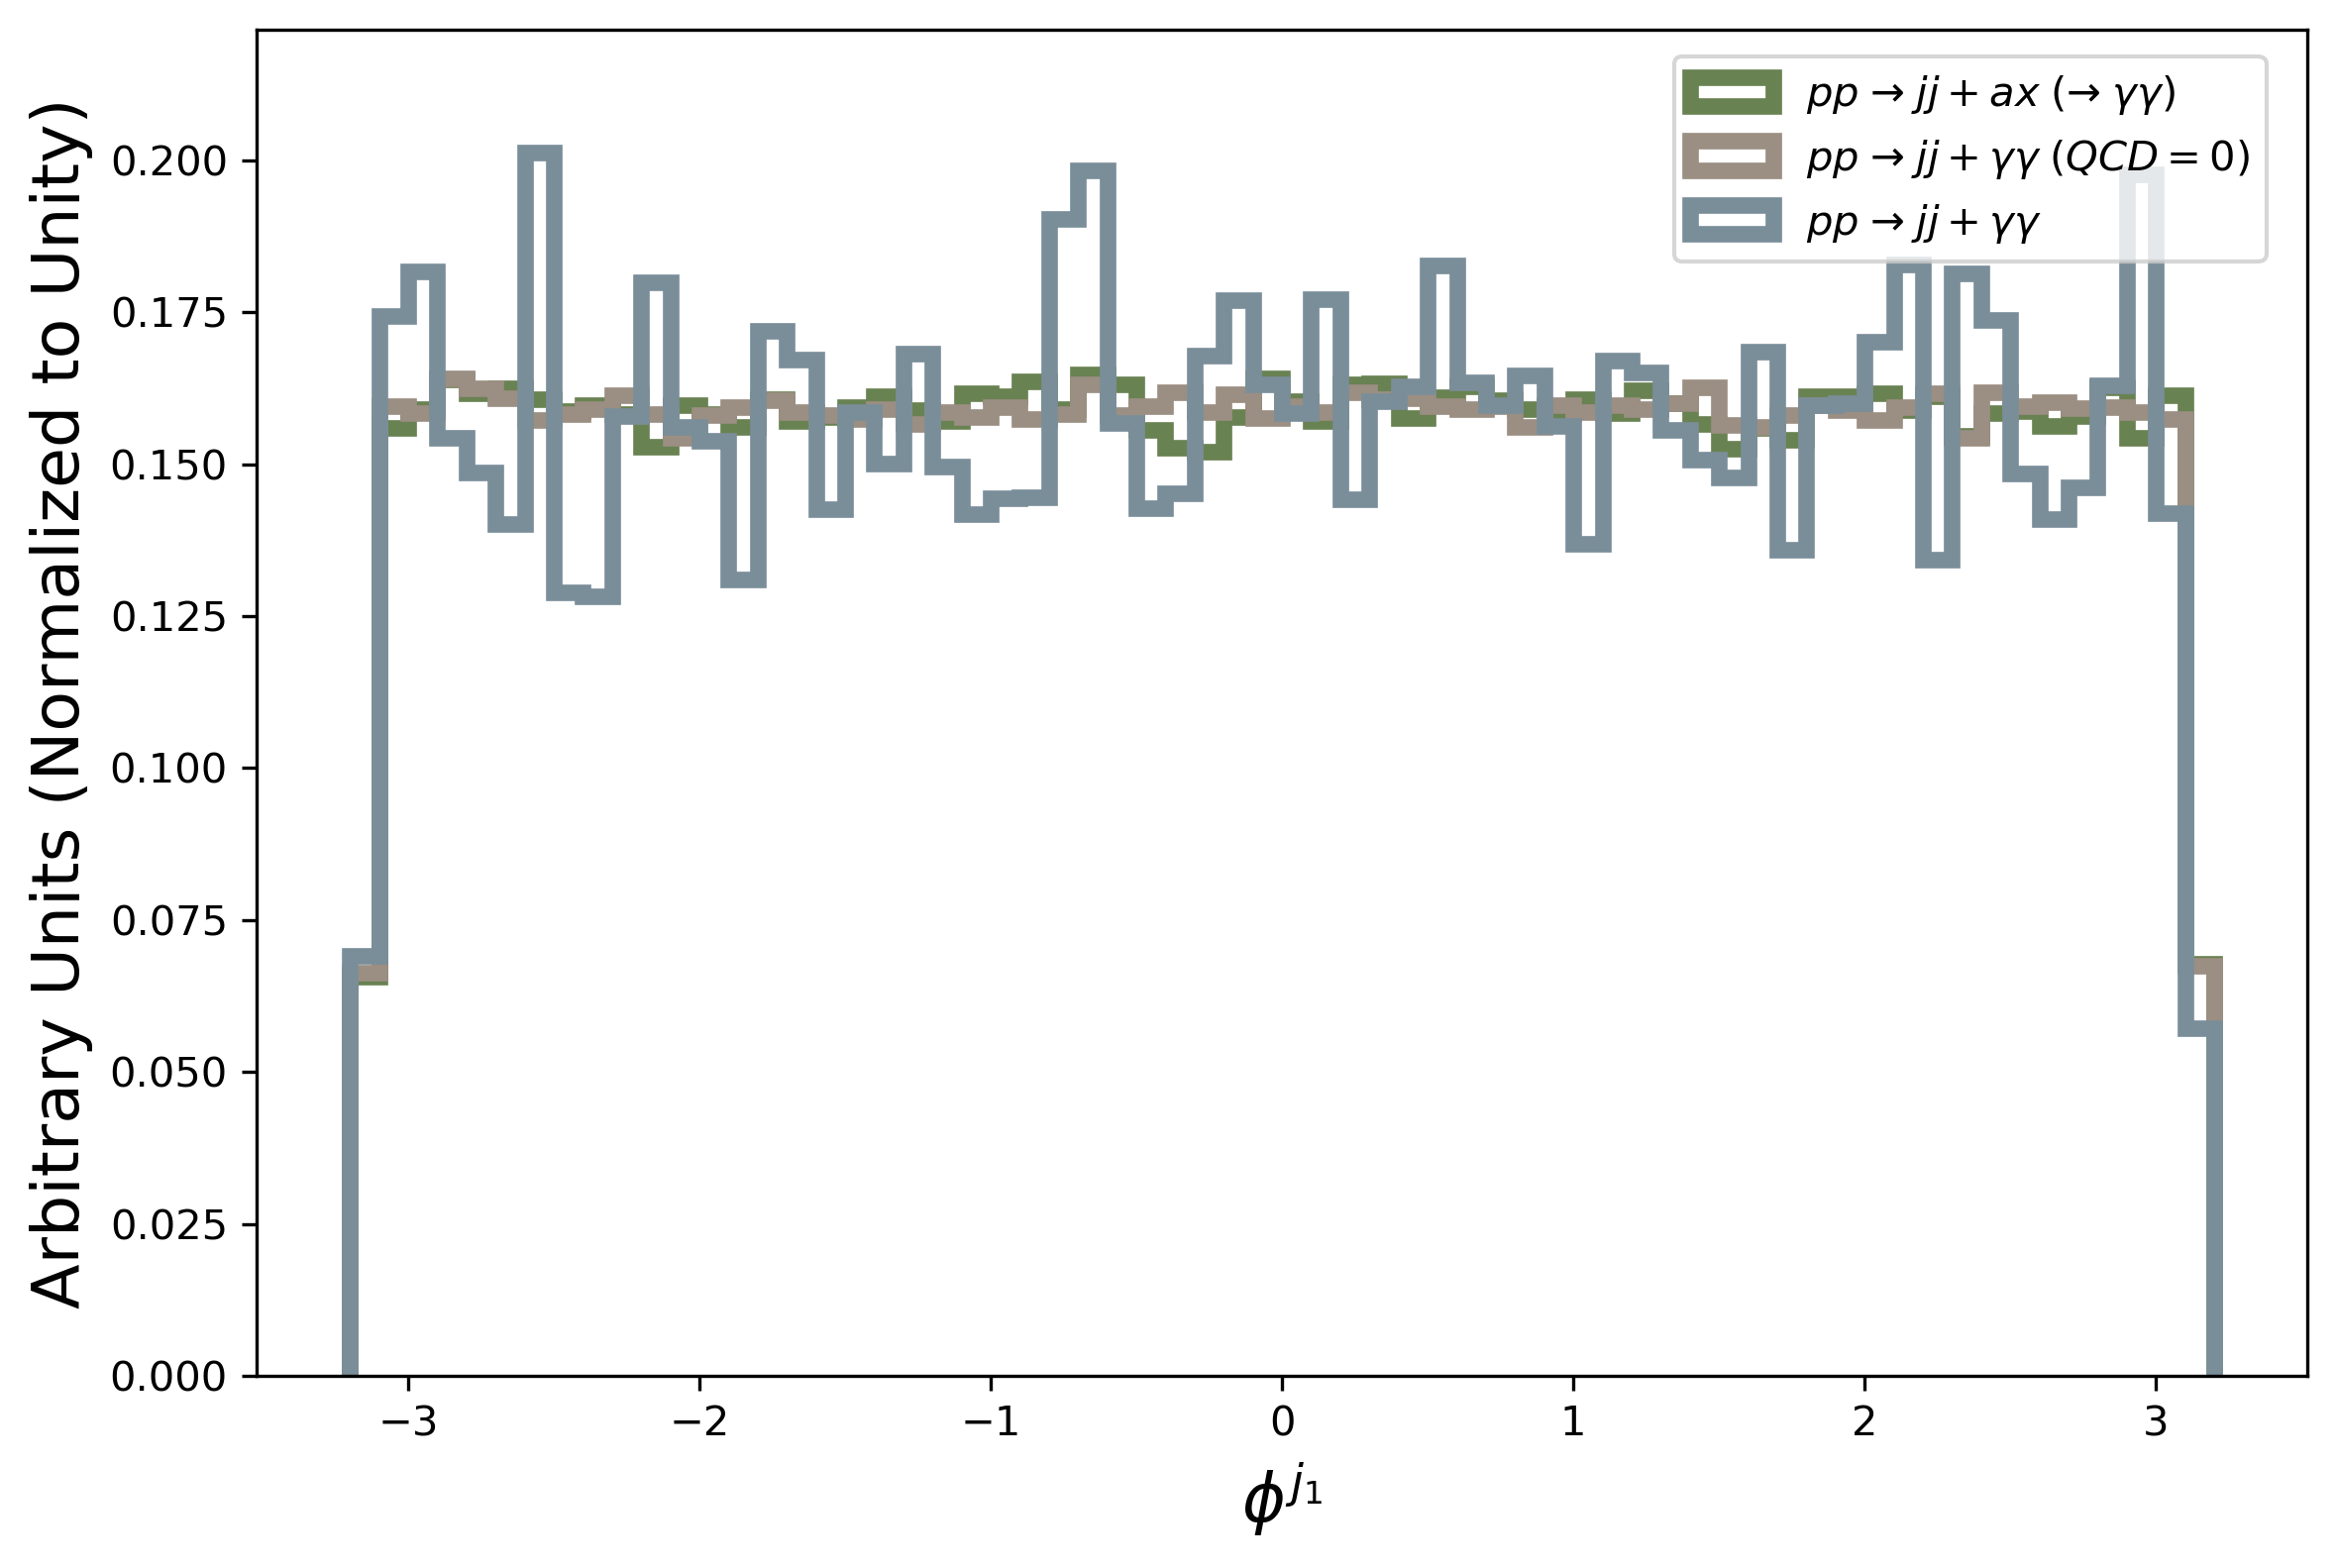 Arbitrary Units (Normalized to Unity)
0.200
0.175
0.150
0.125
0.100
0.075
0.050
0.025
0.000
−3 −2 −1 0 1 2 3
ϕ^{j_1}
pp → jj + ax (→ γγ)
pp → jj + γγ (QCD = 0)
pp → jj + γγ